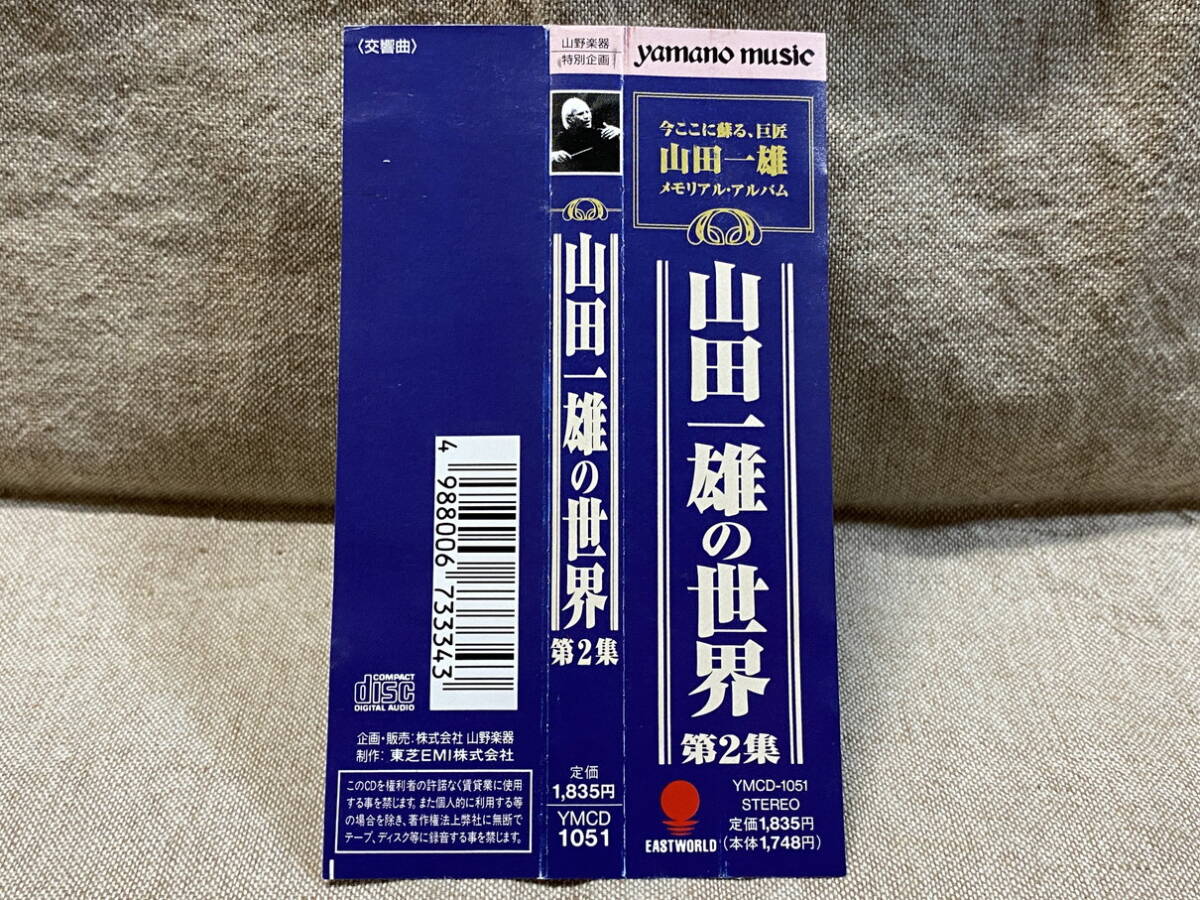 〈交響曲〉
4 988006 733343
COMPACT
disc
DIGITAL AUDIO
企画・販売:株式会社 山野楽器
制作:東芝EMI株式会社
このCDを権利者の許諾なく賃貸業に使用
する事を禁じます。また個人的に利用する等
の場合を除き、著作権法上弊社に無断で
テープ、ディスク等に録音する事を禁じます。
山野楽器
特別企画
山田一雄の世界
第2集
定価
1,835円
YMCD
1051
yamano music
今ここに蘇る、巨匠
山田一雄
メモリアル・アルバム
山田一雄の世界
第2集
EASTWORLD
YMCD-1051
STEREO
定価1,835円
(本体1,748円)